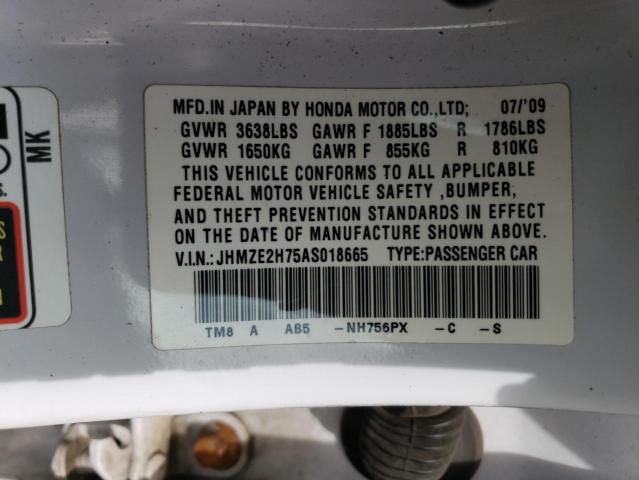 MFD.IN JAPAN BY HONDA MOTOR CO.,LTD; 07/'09
GVWR 3638LBS GAWR F 1885LBS R 1786LBS
GVWR 1650KG GAWR F 855KG R 810KG
THIS VEHICLE CONFORMS TO ALL APPLICABLE
FEDERAL MOTOR VEHICLE SAFETY ,BUMPER,
AND THEFT PREVENTION STANDARDS IN EFFECT
ON THE DATE OF MANUFACTURE SHOWN ABOVE.
V.I.N.:JHMZE2H75AS018665 TYPE:PASSENGER CAR
TM8 A AB5 -NH756PX -C -S
MK
S.